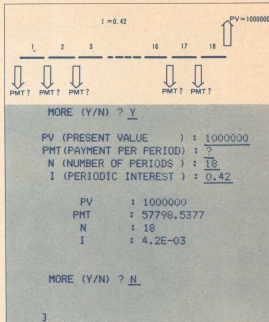 I=0.42
PV=1000000
1 2 3 16 17 18
PMT? PMT? PMT? PMT? PMT?
MORE (Y/N) ? Y
PV (PRESENT VALUE ) : 1000000
PMT(PAYMENT PER PERIOD) : ?
N (NUMBER OF PERIODS ) : 18
I (PERIODIC INTEREST ) : 0.42
PV : 1000000
PMT : 57798.5377
N : 18
I : 4.2E-03
MORE (Y/N) ? N
]